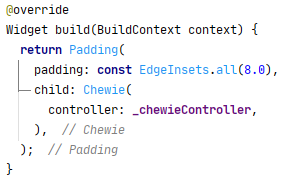 @override
Widget build(BuildContext context) {
  return Padding(
    padding: const EdgeInsets.all(8.0),
    child: Chewie(
      controller: _chewieController,
    ),  // Chewie
  );  // Padding
}